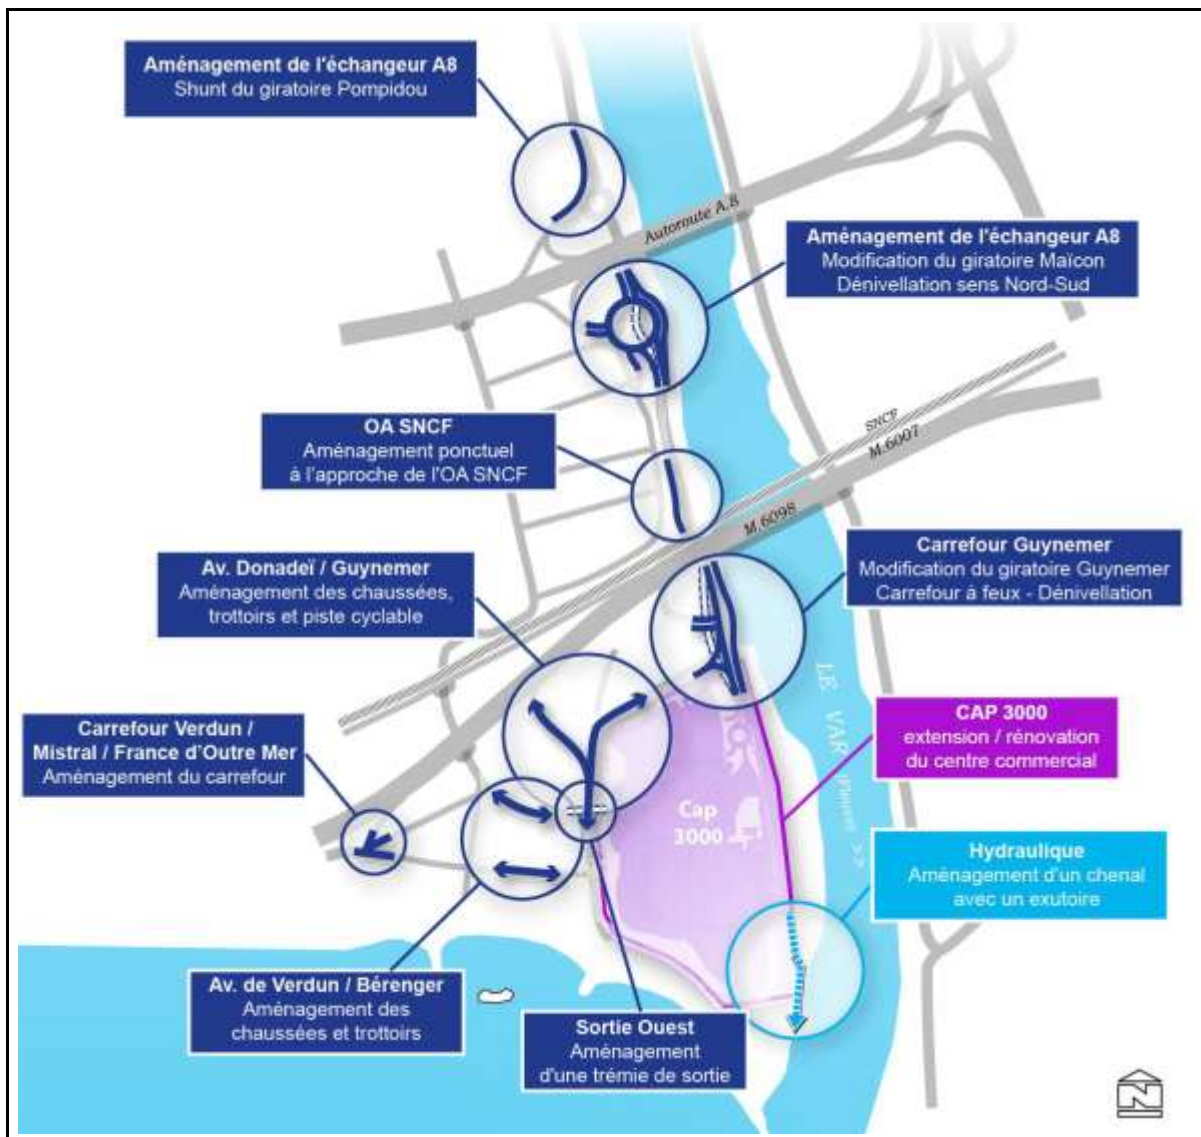 Aménagement de l'échangeur A8
Shunt du giratoire Pompidou
Autoroute A.8
Aménagement de l'échangeur A8
Modification du giratoire Maïcon
Dénivellation sens Nord-Sud
OA SNCF
Aménagement ponctuel
à l'approche de l'OA SNCF
SNCF
M.6007
M.6098
Av. Donadeï / Guynemer
Aménagement des chaussées,
trottoirs et piste cyclable
Carrefour Guynemer
Modification du giratoire Guynemer
Carrefour à feux - Dénivellation
LE VAR (Fleuve) >>
Carrefour Verdun /
Mistral / France d'Outre Mer
Aménagement du carrefour
CAP 3000
extension / rénovation
du centre commercial
Cap
3000
Hydraulique
Aménagement d'un chenal
avec un exutoire
Av. de Verdun / Bérenger
Aménagement des
chaussées et trottoirs
Sortie Ouest
Aménagement
d'une trémie de sortie
N